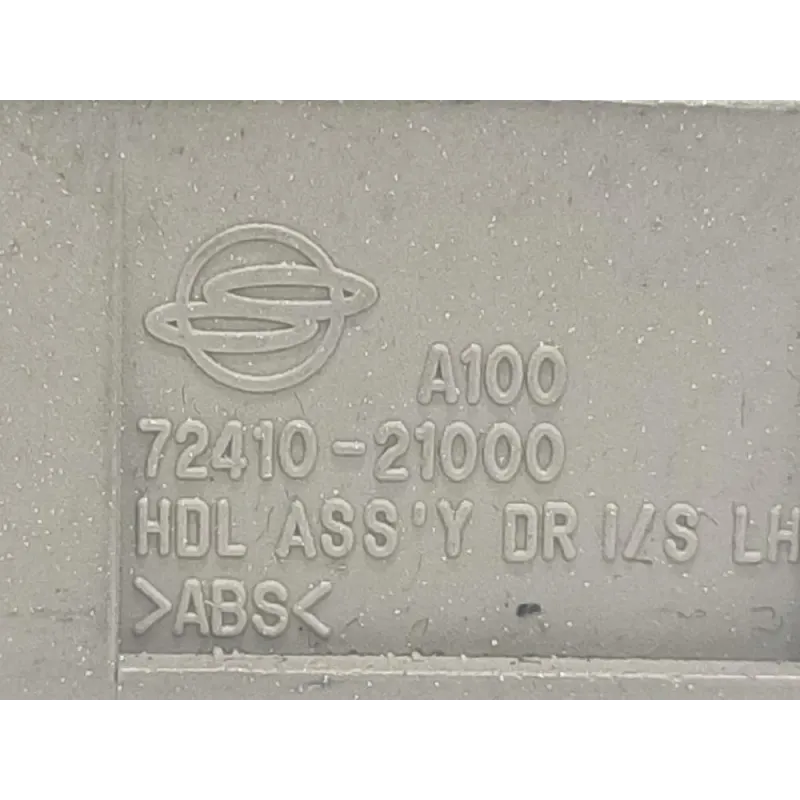 A100
72410-21000
HDL ASS'Y DR I/S LH
>ABS<